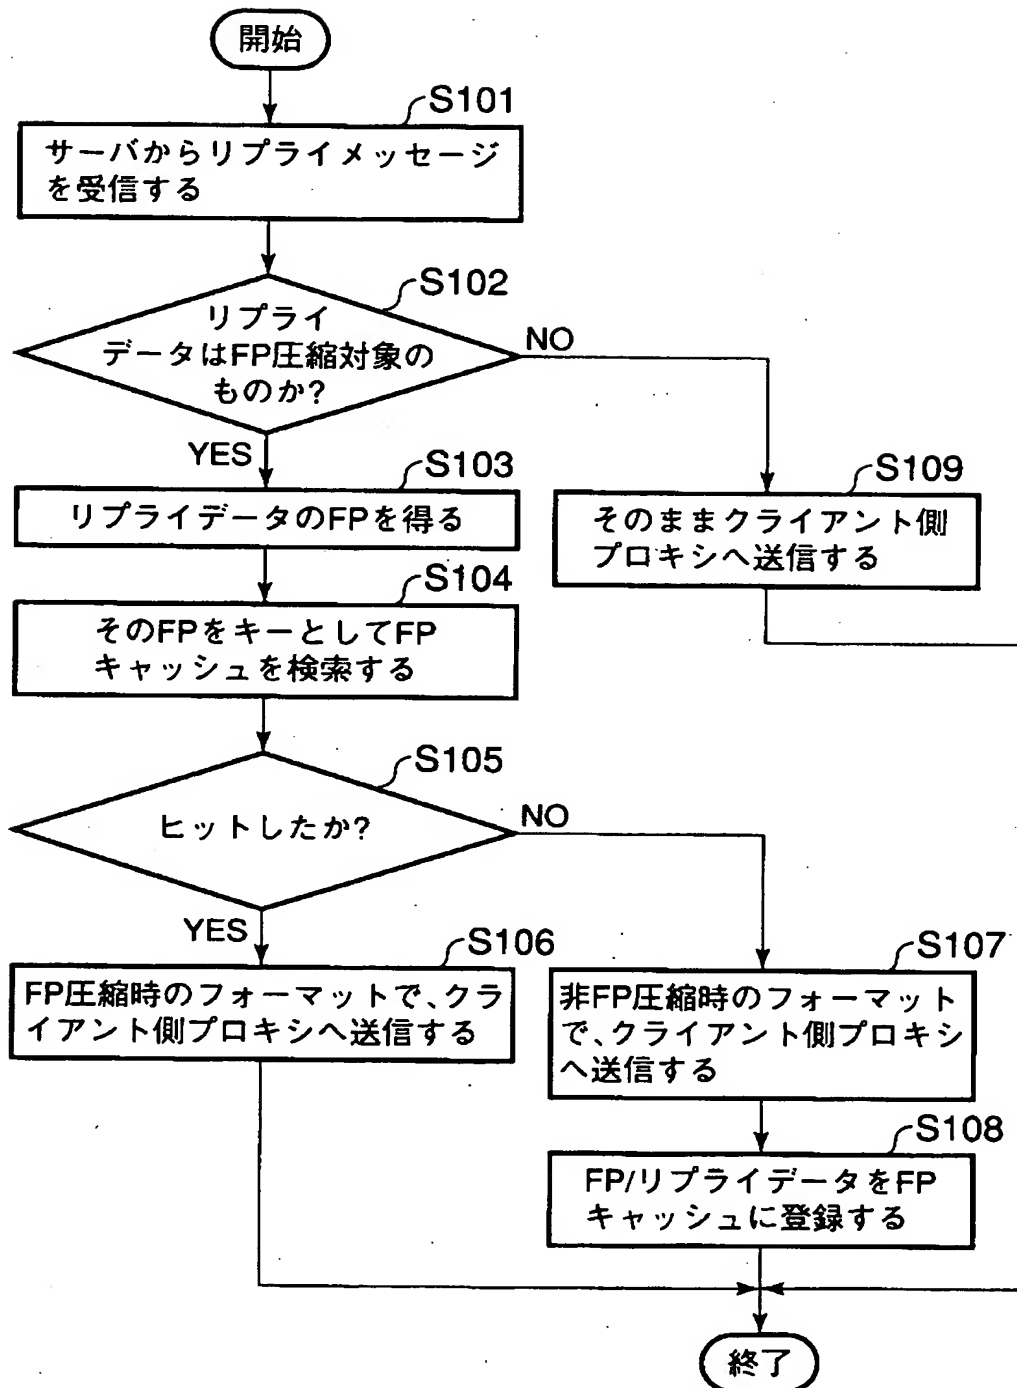 開始
S101
サーバからリプライメッセージ
を受信する
S102
リプライ
データはFP圧縮対象の
ものか?
NO
YES
S103
リプライデータのFPを得る
S109
そのままクライアント側
プロキシへ送信する
S104
そのFPをキーとしてFP
キャッシュを検索する
S105
ヒットしたか?
NO
YES
S106
FP圧縮時のフォーマットで、クラ
イアント側プロキシへ送信する
S107
非FP圧縮時のフォーマット
で、クライアント側プロキシ
へ送信する
S108
FP/リプライデータをFP
キャッシュに登録する
終了